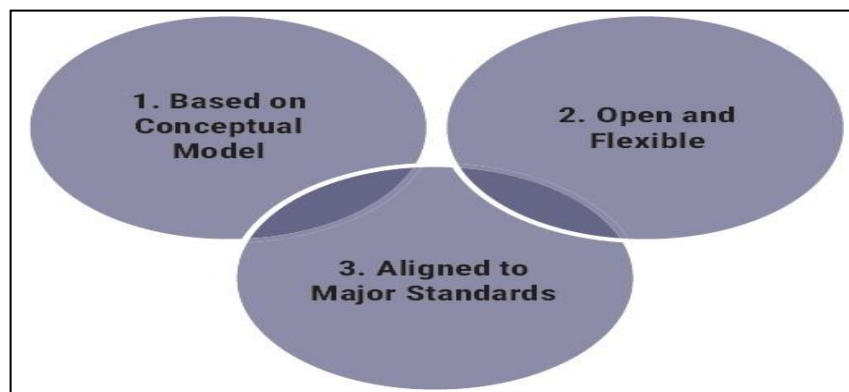 1. Based on
Conceptual
Model
2. Open and
Flexible
3. Aligned to
Major Standards